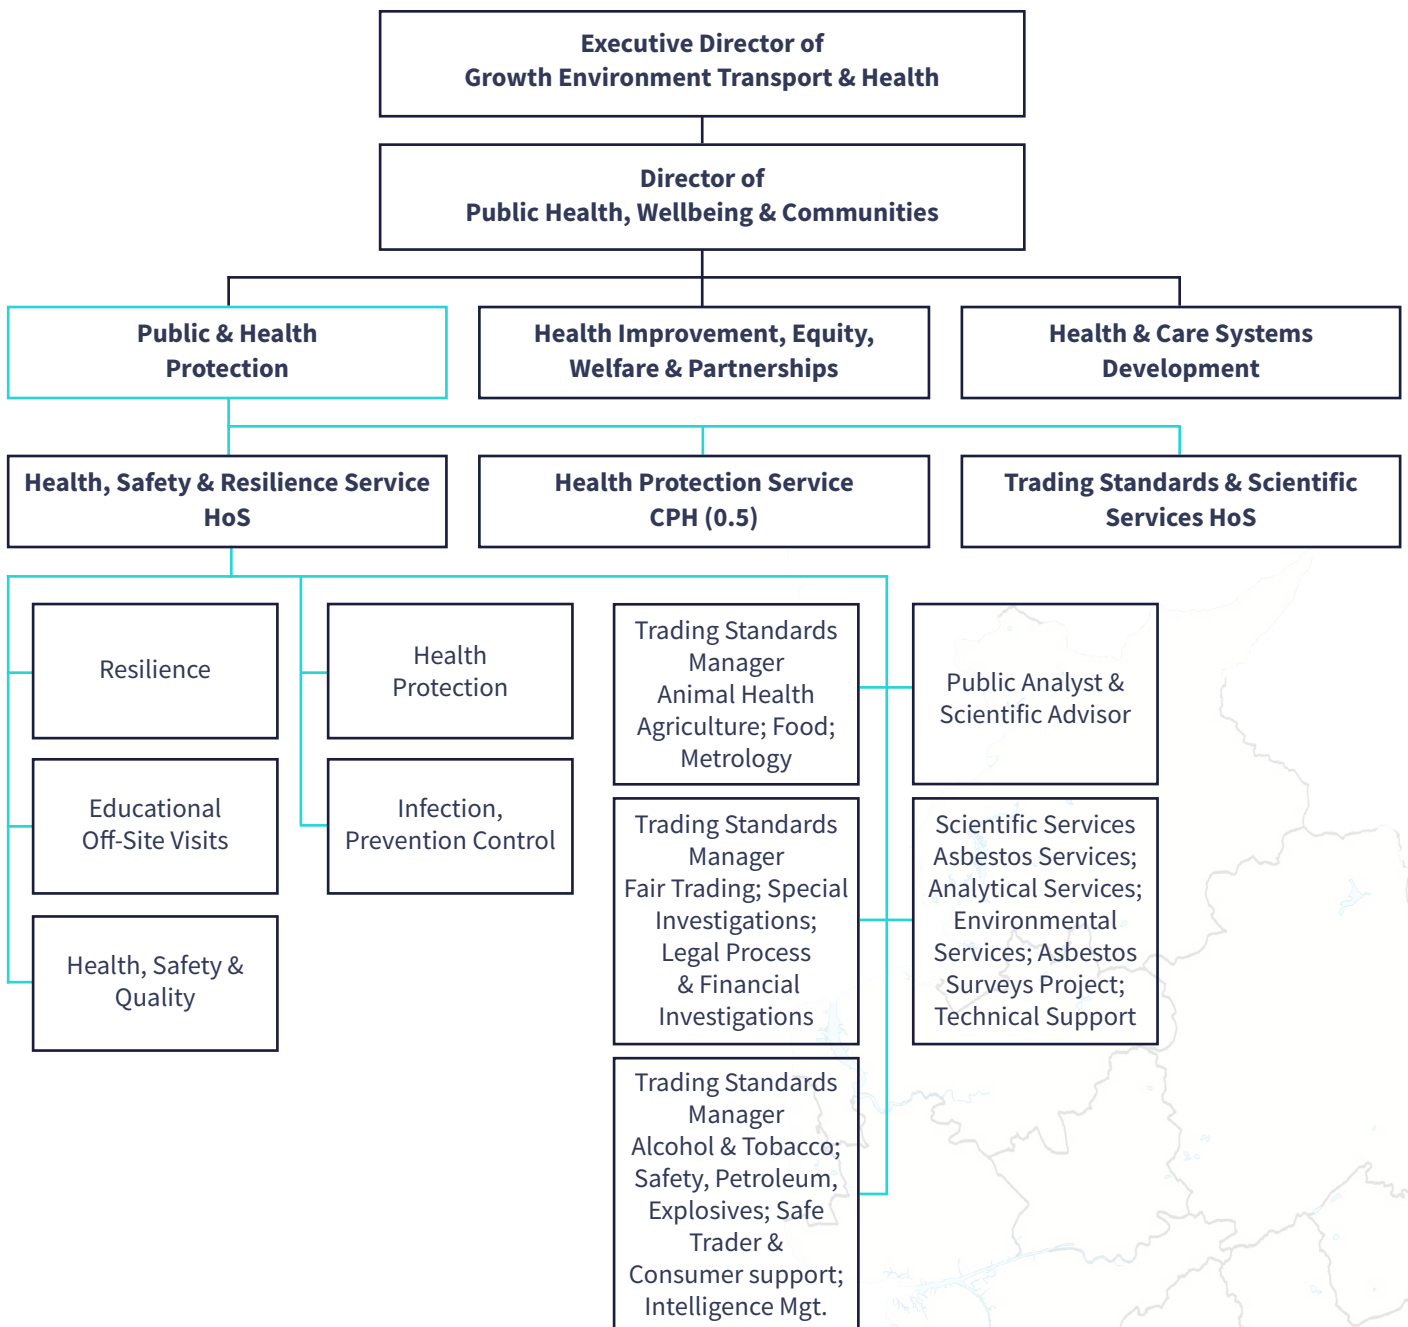 Executive Director of
Growth Environment Transport & Health
Director of
Public Health, Wellbeing & Communities
Public & Health
Protection
Health Improvement, Equity,
Welfare & Partnerships
Health & Care Systems
Development
Health, Safety & Resilience Service
HoS
Health Protection Service
CPH (0.5)
Trading Standards & Scientific
Services HoS
Resilience
Educational
Off-Site Visits
Health, Safety &
Quality
Health
Protection
Infection,
Prevention Control
Trading Standards
Manager
Animal Health
Agriculture; Food;
Metrology
Trading Standards
Manager
Fair Trading; Special
Investigations;
Legal Process
& Financial
Investigations
Trading Standards
Manager
Alcohol & Tobacco;
Safety, Petroleum,
Explosives; Safe
Trader &
Consumer support;
Intelligence Mgt.
Public Analyst &
Scientific Advisor
Scientific Services
Asbestos Services;
Analytical Services;
Environmental
Services; Asbestos
Surveys Project;
Technical Support